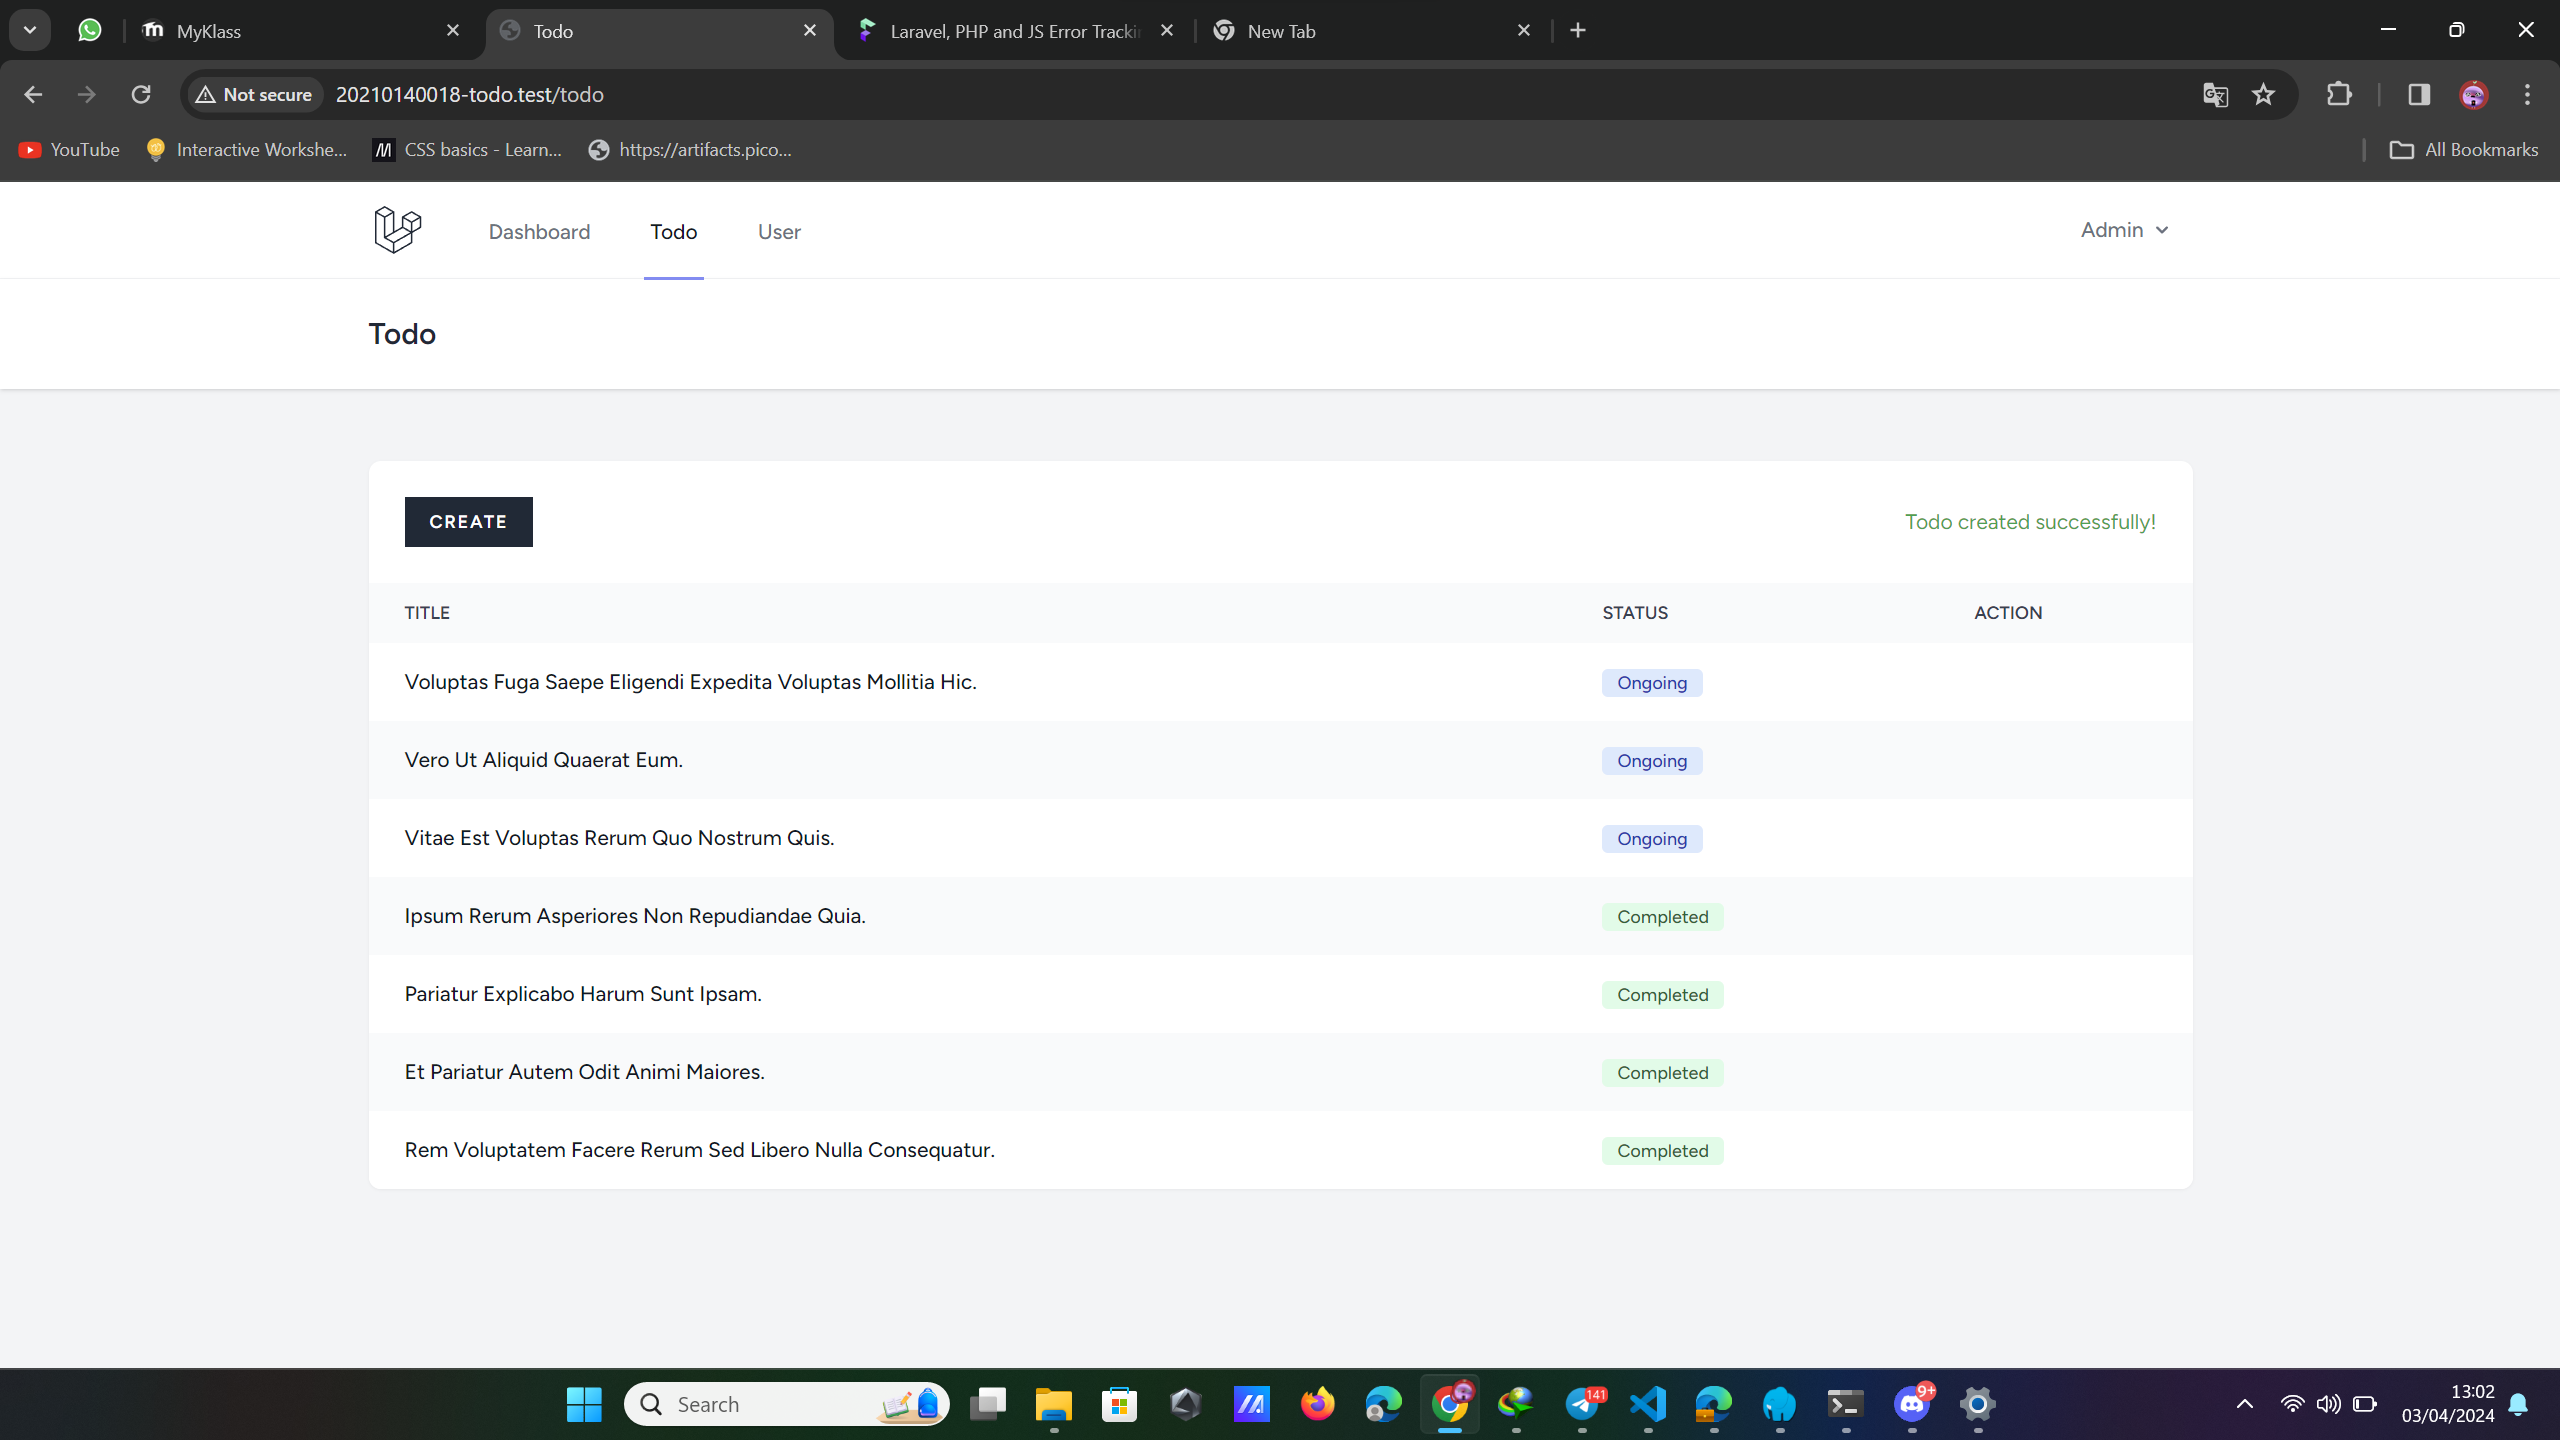 MyKlass
Todo
Laravel, PHP and JS Error Trackin
New Tab
Not secure
20210140018-todo.test/todo
YouTube
Interactive Workshe...
CSS basics - Learn...
https://artifacts.pico...
All Bookmarks
Dashboard
Todo
User
Admin
Todo
CREATE
Todo created successfully!
TITLE STATUS ACTION
Voluptas Fuga Saepe Eligendi Expedita Voluptas Mollitia Hic. Ongoing
Vero Ut Aliquid Quaerat Eum. Ongoing
Vitae Est Voluptas Rerum Quo Nostrum Quis. Ongoing
Ipsum Rerum Asperiores Non Repudiandae Quia. Completed
Pariatur Explicabo Harum Sunt Ipsam. Completed
Et Pariatur Autem Odit Animi Maiores. Completed
Rem Voluptatem Facere Rerum Sed Libero Nulla Consequatur. Completed
Search
141
9+
13:02
03/04/2024